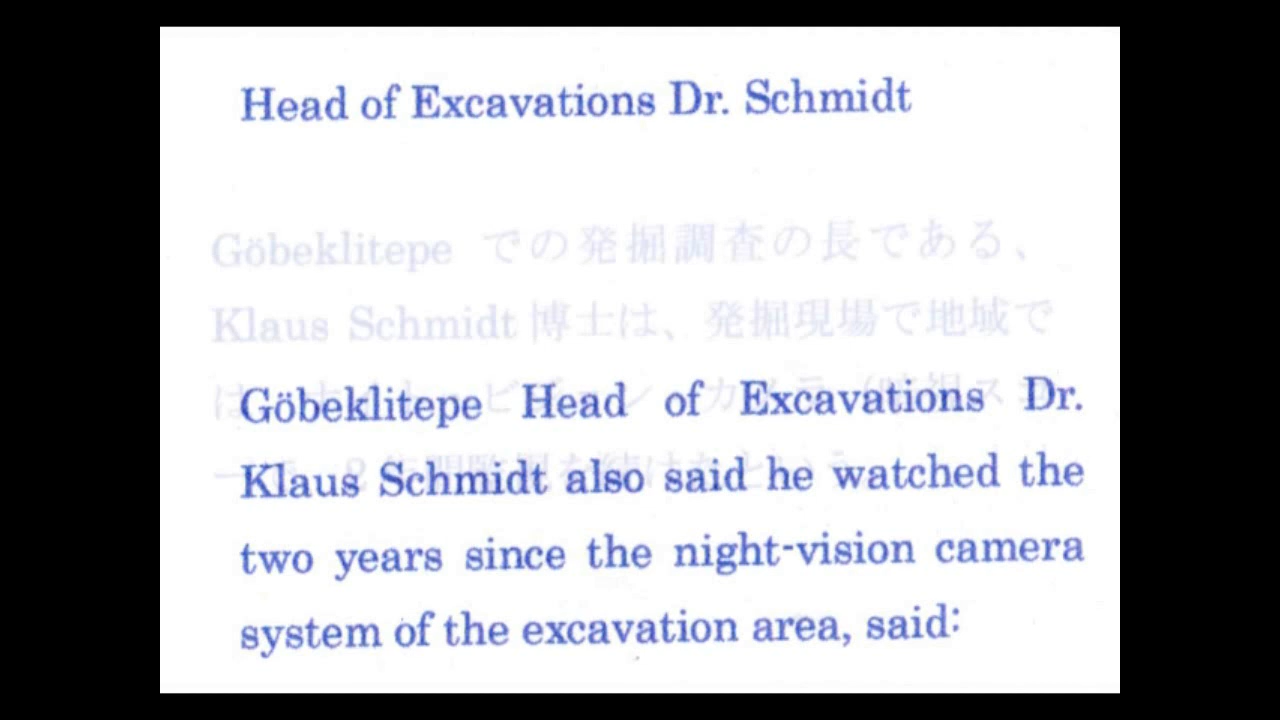 Head of Excavations Dr. Schmidt
Göbeklitepe での発掘調査の長である、
Klaus Schmidt 博士は、発掘現場で地域で
Göbeklitepe Head of Excavations Dr.
Klaus Schmidt also said he watched the
two years since the night-vision camera
system of the excavation area, said: